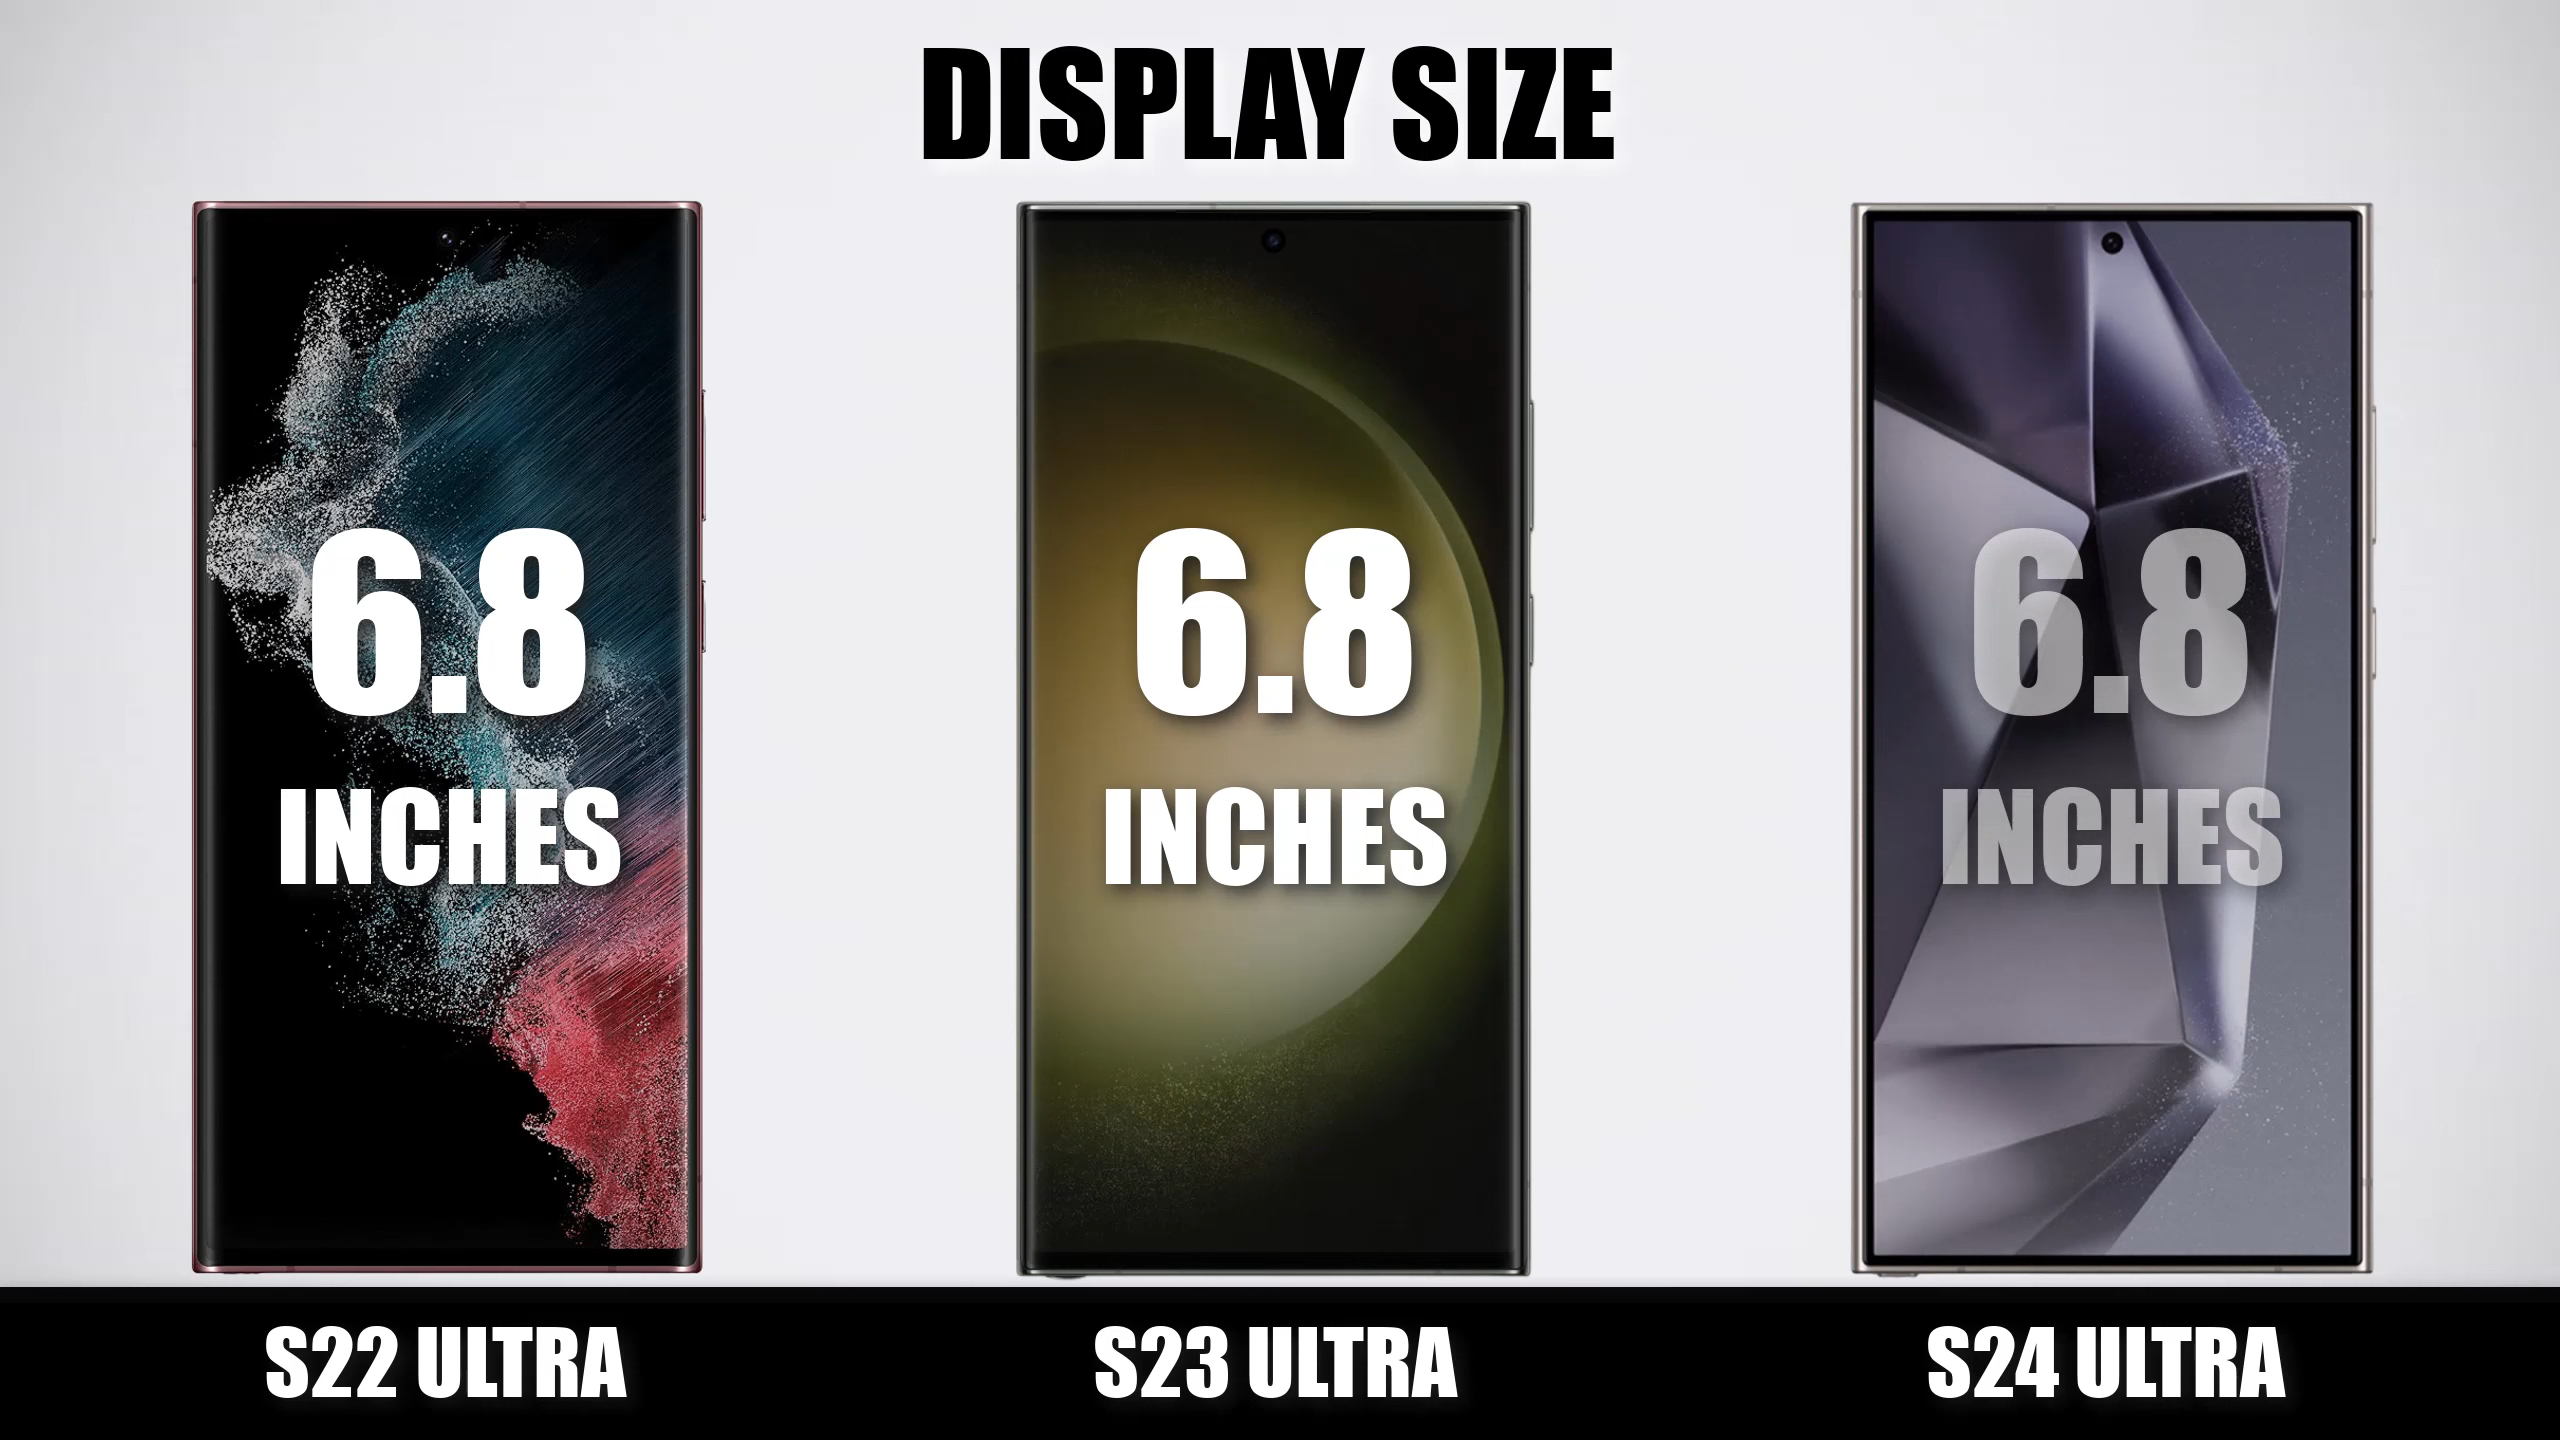 DISPLAY SIZE
6.8
INCHES
6.8
INCHES
6.8
INCHES
S22 ULTRA
S23 ULTRA
S24 ULTRA